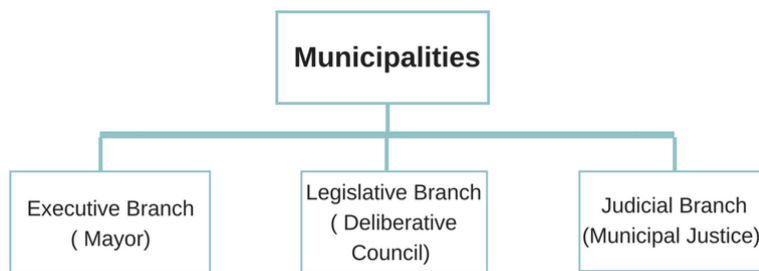 Municipalities
Executive Branch
( Mayor)
Legislative Branch
( Deliberative
Council)
Judicial Branch
(Municipal Justice)